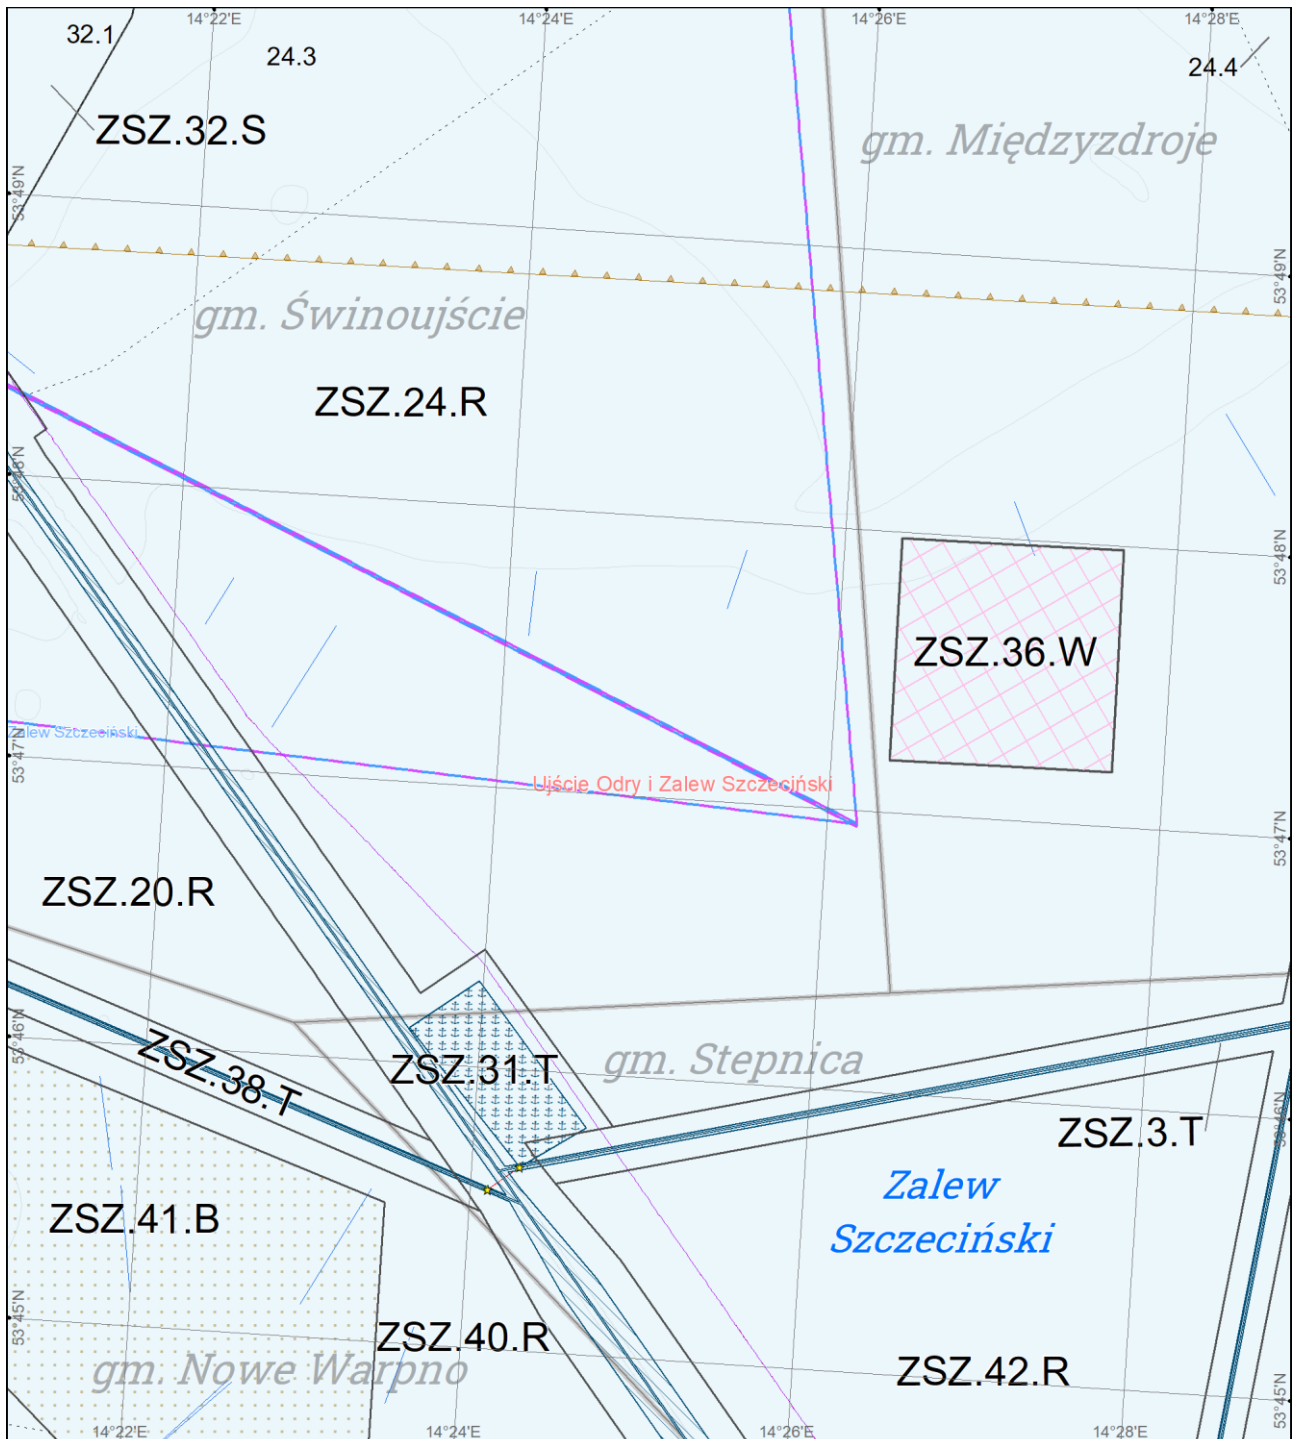 14°22'E
14°24'E
14°26'E
14°28'E
32.1
24.3
24.4
ZSZ.32.S
gm. Międzyzdroje
53°49'N
53°49'N
gm. Świnoujście
ZSZ.24.R
53°48'N
53°48'N
ZSZ.36.W
Zalew Szczeciński
53°47'N
Ujście Odry i Zalew Szczeciński
53°47'N
ZSZ.20.R
53°46'N
ZSZ.38.T
ZSZ.31.T
gm. Stepnica
53°46'N
ZSZ.3.T
Zalew
Szczeciński
ZSZ.41.B
53°45'N
ZSZ.40.R
gm. Nowe Warpno
ZSZ.42.R
53°45'N
14°22'E
14°24'E
14°26'E
14°28'E